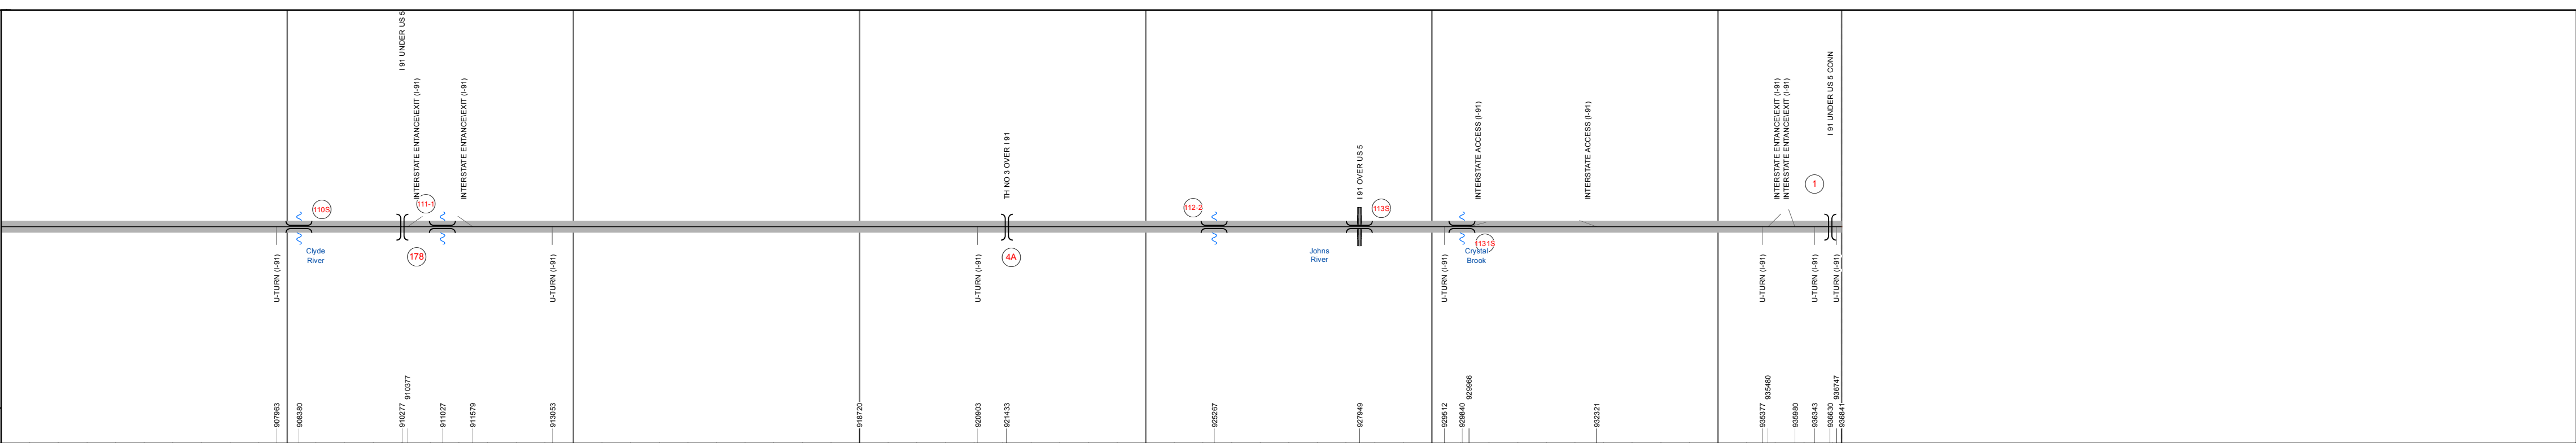 I 91 UNDER US 5
INTERSTATE ENTANCE\EXIT (I-91)
INTERSTATE ENTANCE\EXIT (I-91)
TH NO 3 OVER I 91
I 91 OVER US 5
INTERSTATE ACCESS (I-91)
INTERSTATE ACCESS (I-91)
INTERSTATE ENTANCE\EXIT (I-91)
INTERSTATE ENTANCE\EXIT (I-91)
I 91 UNDER US 5 CONN
110S
111-1
112-2
113S
1
178
4A
1131S
Clyde
River
Johns
River
Crystal
Brook
U-TURN (I-91)
U-TURN (I-91)
U-TURN (I-91)
U-TURN (I-91)
U-TURN (I-91)
U-TURN (I-91)
U-TURN (I-91)
907963
908380
910277
910377
911027
911579
913053
918720
920903
921433
925267
927949
929512
929840
929966
932321
935377
935480
935980
936343
936630
936747
936841